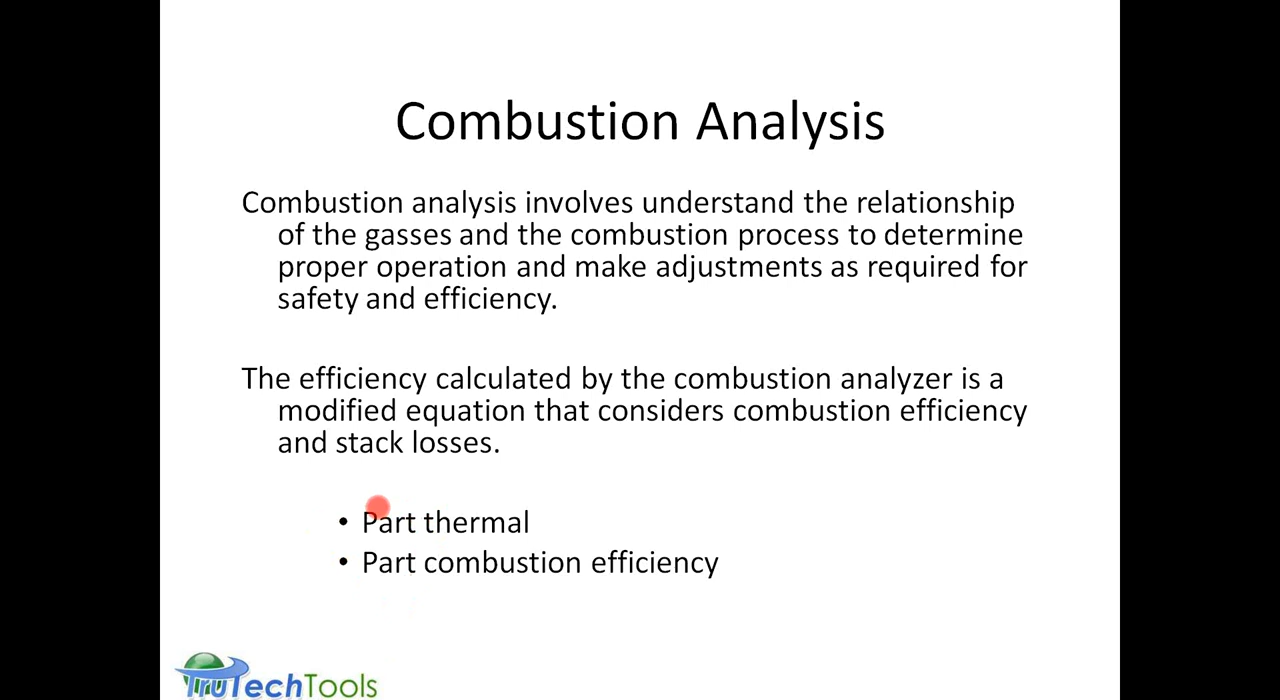 Combustion Analysis
Combustion analysis involves understand the relationship
of the gasses and the combustion process to determine
proper operation and make adjustments as required for
safety and efficiency.
The efficiency calculated by the combustion analyzer is a
modified equation that considers combustion efficiency
and stack losses.
• Part thermal
• Part combustion efficiency
TruTechTools